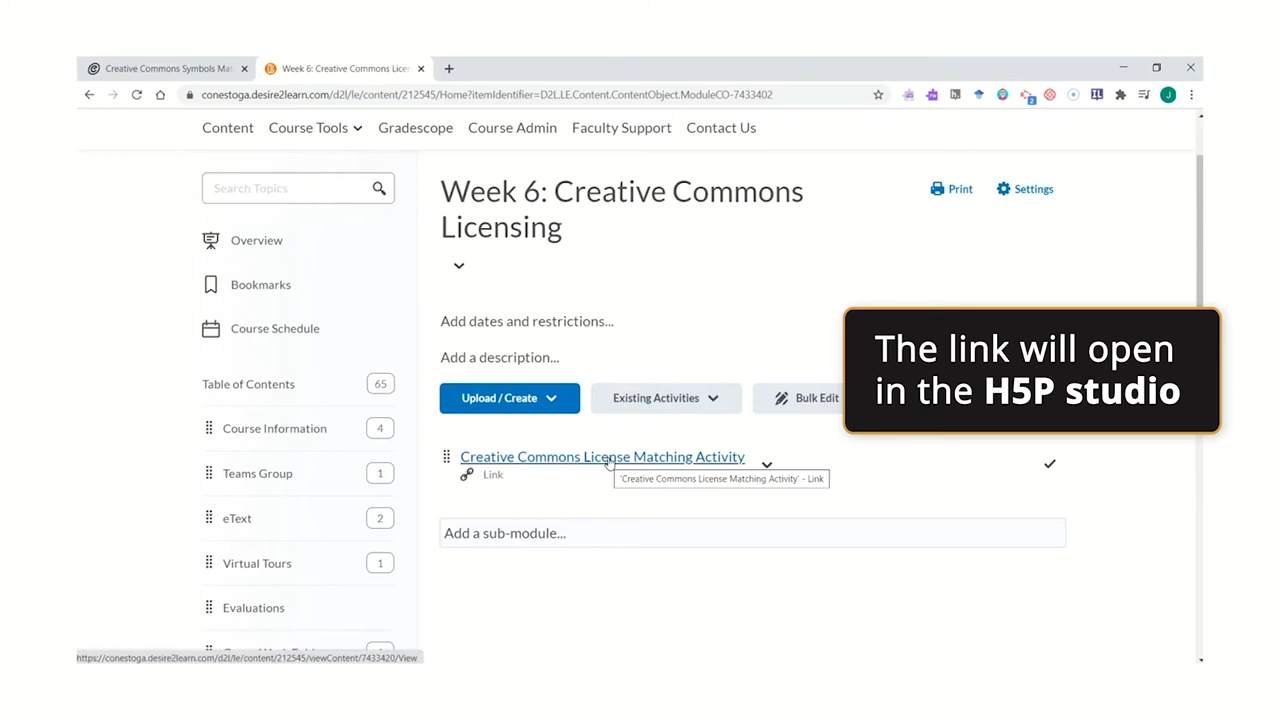 Creative Commons Symbols Mat
Week 6: Creative Commons Licen
conestoga.desire2learn.com/d2l/le/content/212545/Home?itemIdentifier=D2L.LE.Content.ContentObject.ModuleCO-7433402
2
J
Content Course Tools Gradescope Course Admin Faculty Support Contact Us
Search Topics
Overview
Bookmarks
Course Schedule
Table of Contents 65
Course Information 4
Teams Group 1
eText 2
Virtual Tours 1
Evaluations
Week 6: Creative Commons
Licensing
Print Settings
Add dates and restrictions...
Add a description...
Upload / Create Existing Activities Bulk Edit
The link will open
in the H5P studio
Creative Commons License Matching Activity
Link
'Creative Commons License Matching Activity' - Link
Add a sub-module...
https://conestoga.desire2learn.com/d2l/le/content/212545/viewContent/7433420/View